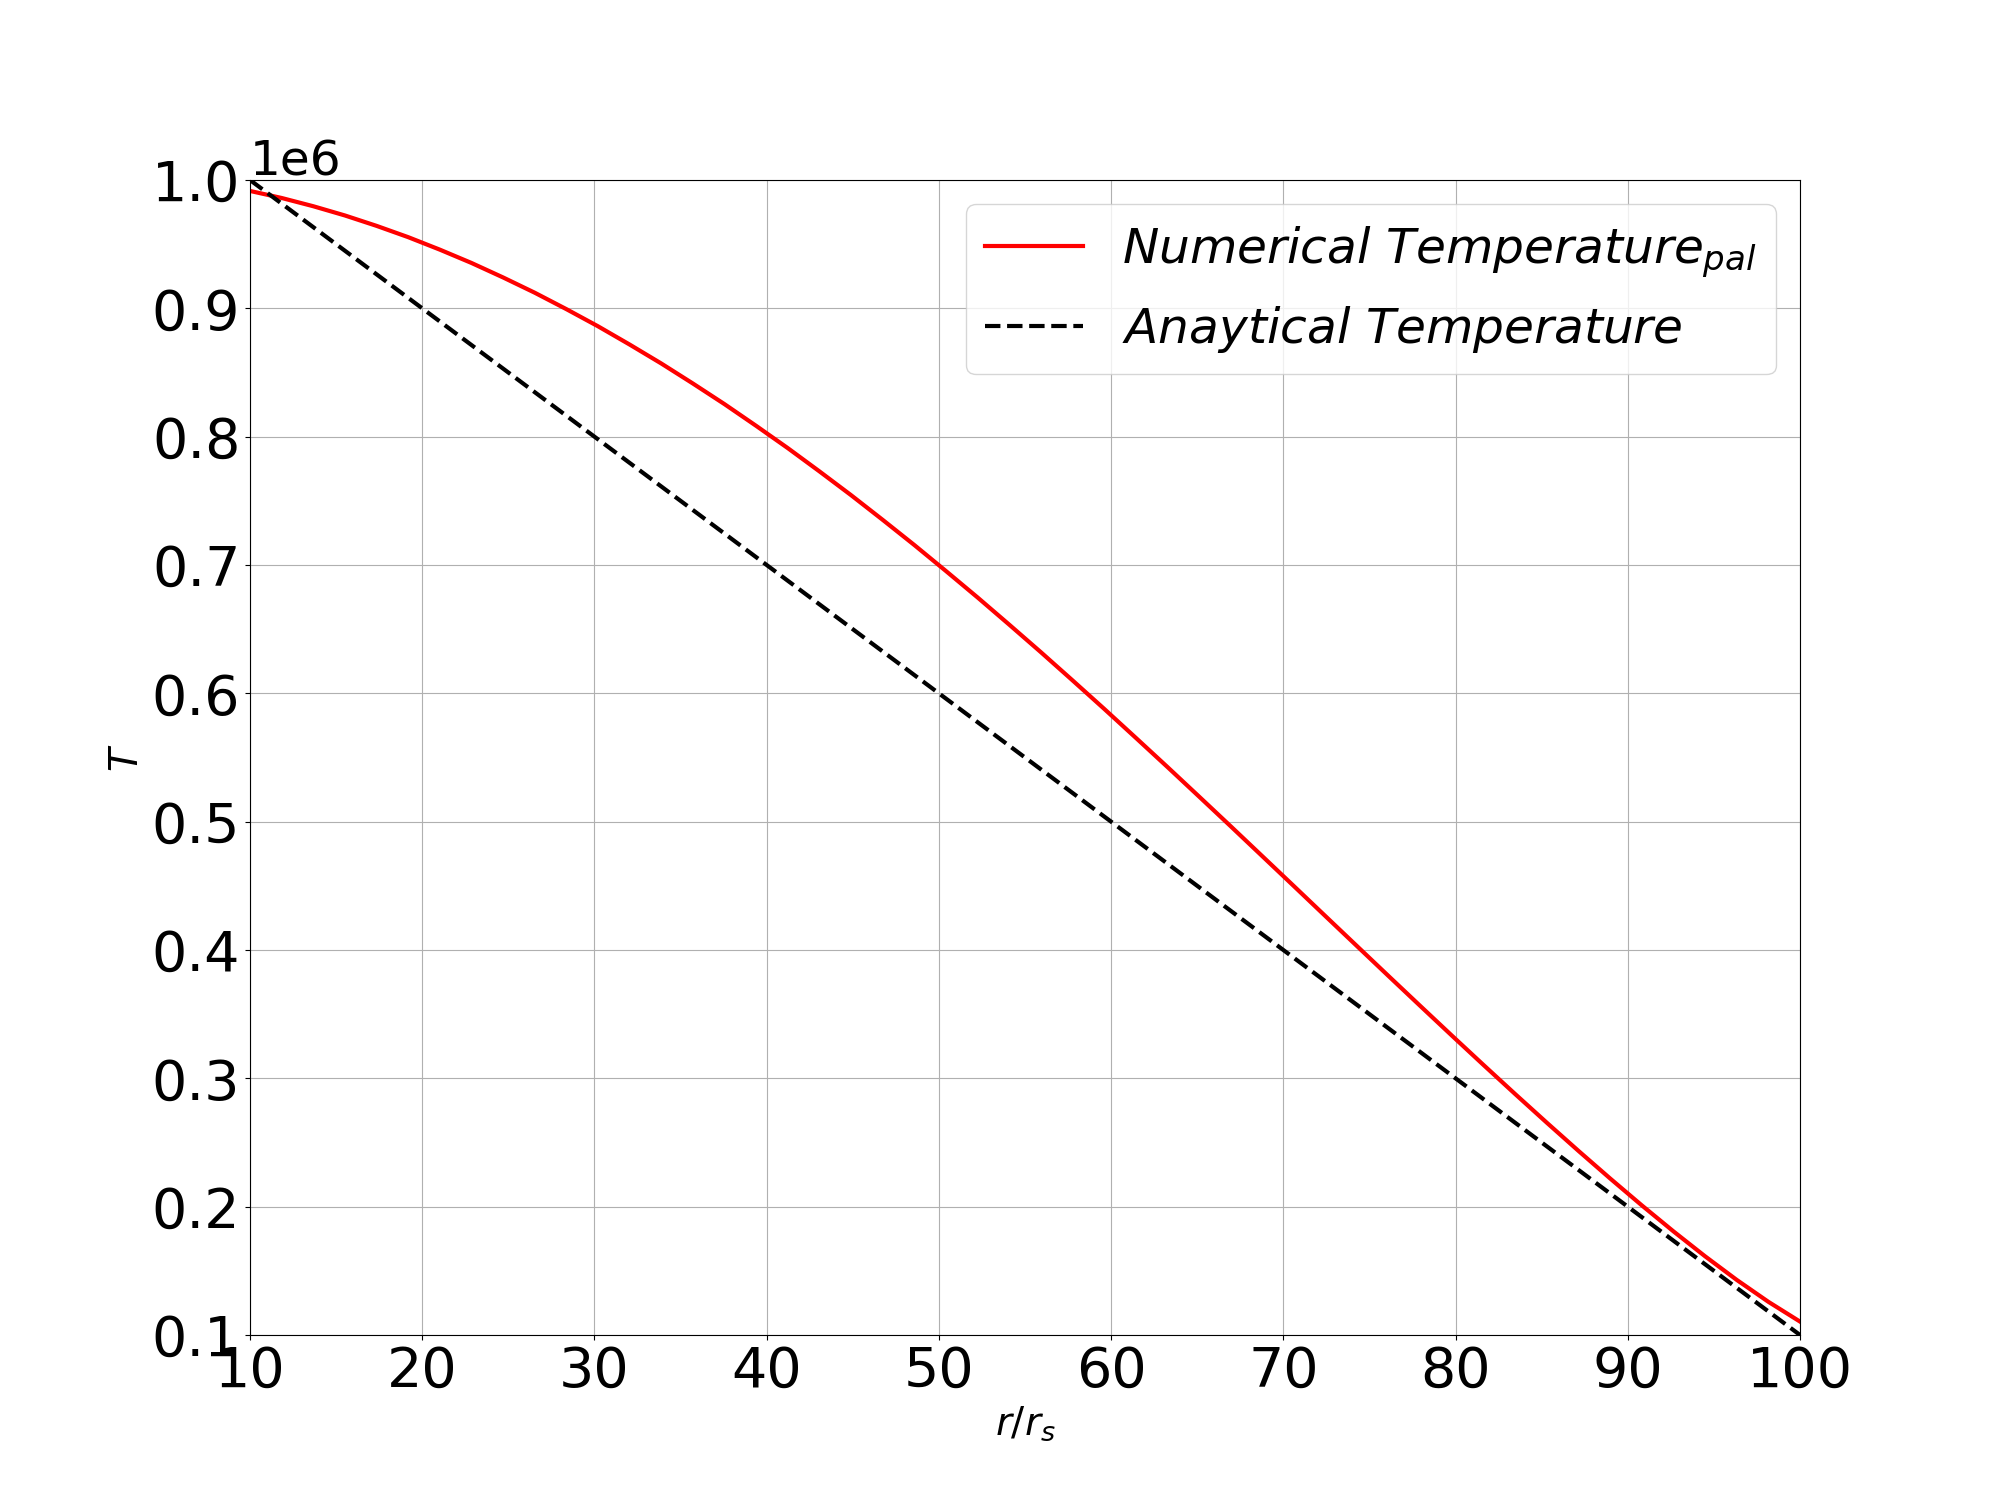 1e6
1.0
0.9
0.8
0.7
0.6
0.5
0.4
0.3
0.2
0.1
T
Numerical Temperature_pal
Anaytical Temperature
10 20 30 40 50 60 70 80 90 100
r/r_s